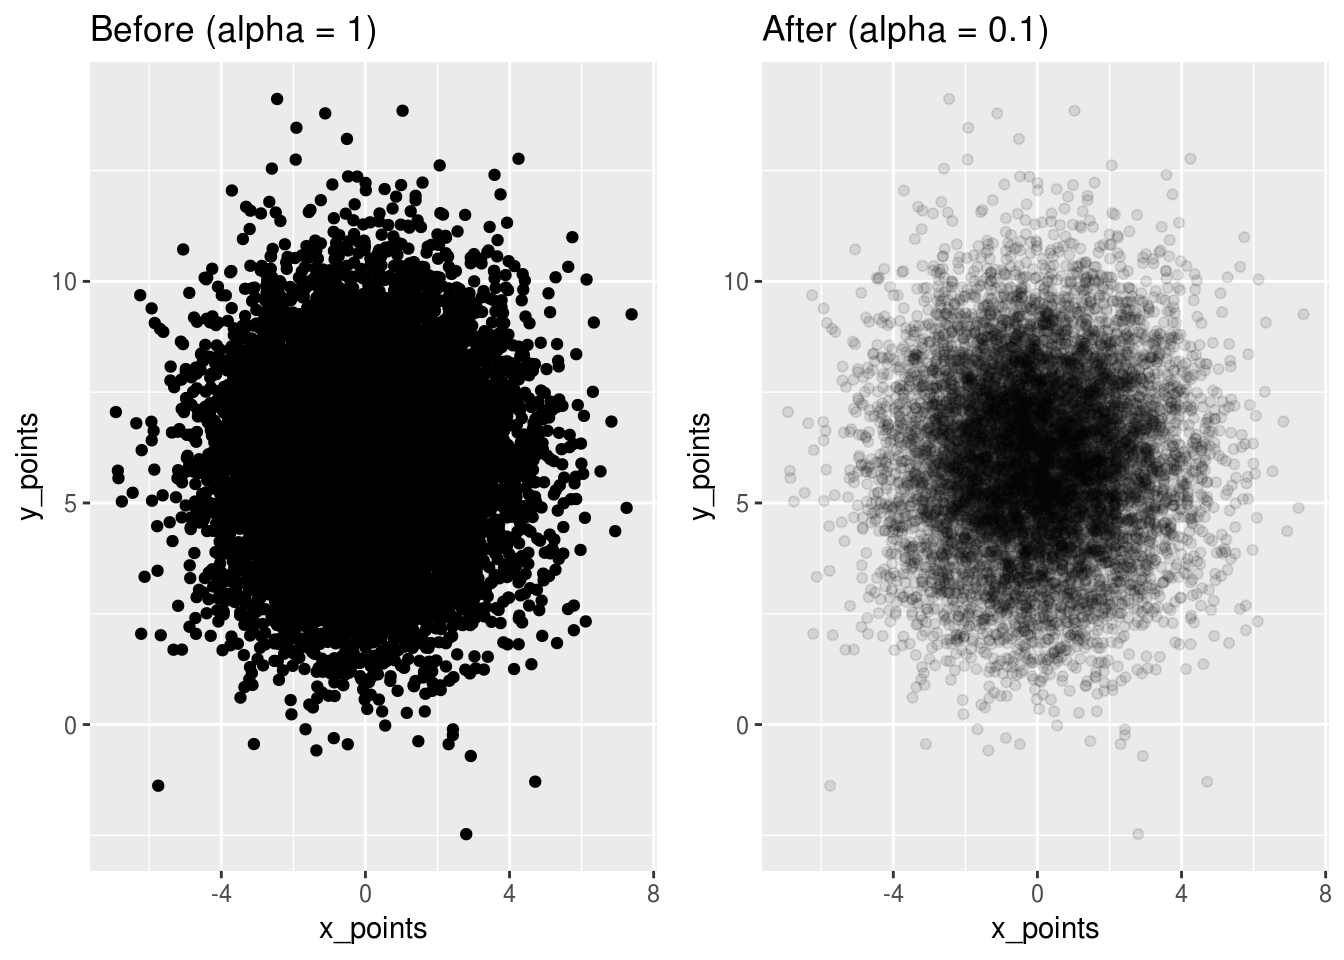 Before (alpha = 1)
y_points
10
5
0
-4 0 4 8
x_points
After (alpha = 0.1)
y_points
10
5
0
-4 0 4 8
x_points